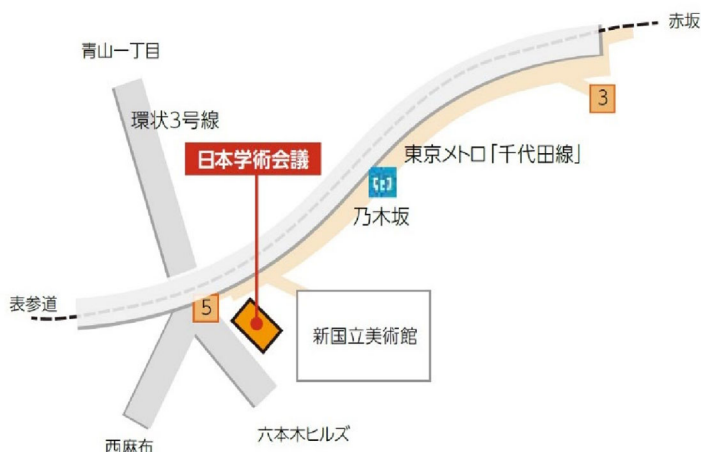 赤坂
青山一丁目
3
環状3号線
日本学術会議
東京メトロ「千代田線」
乃木坂
表参道
5
新国立美術館
六本木ヒルズ
西麻布